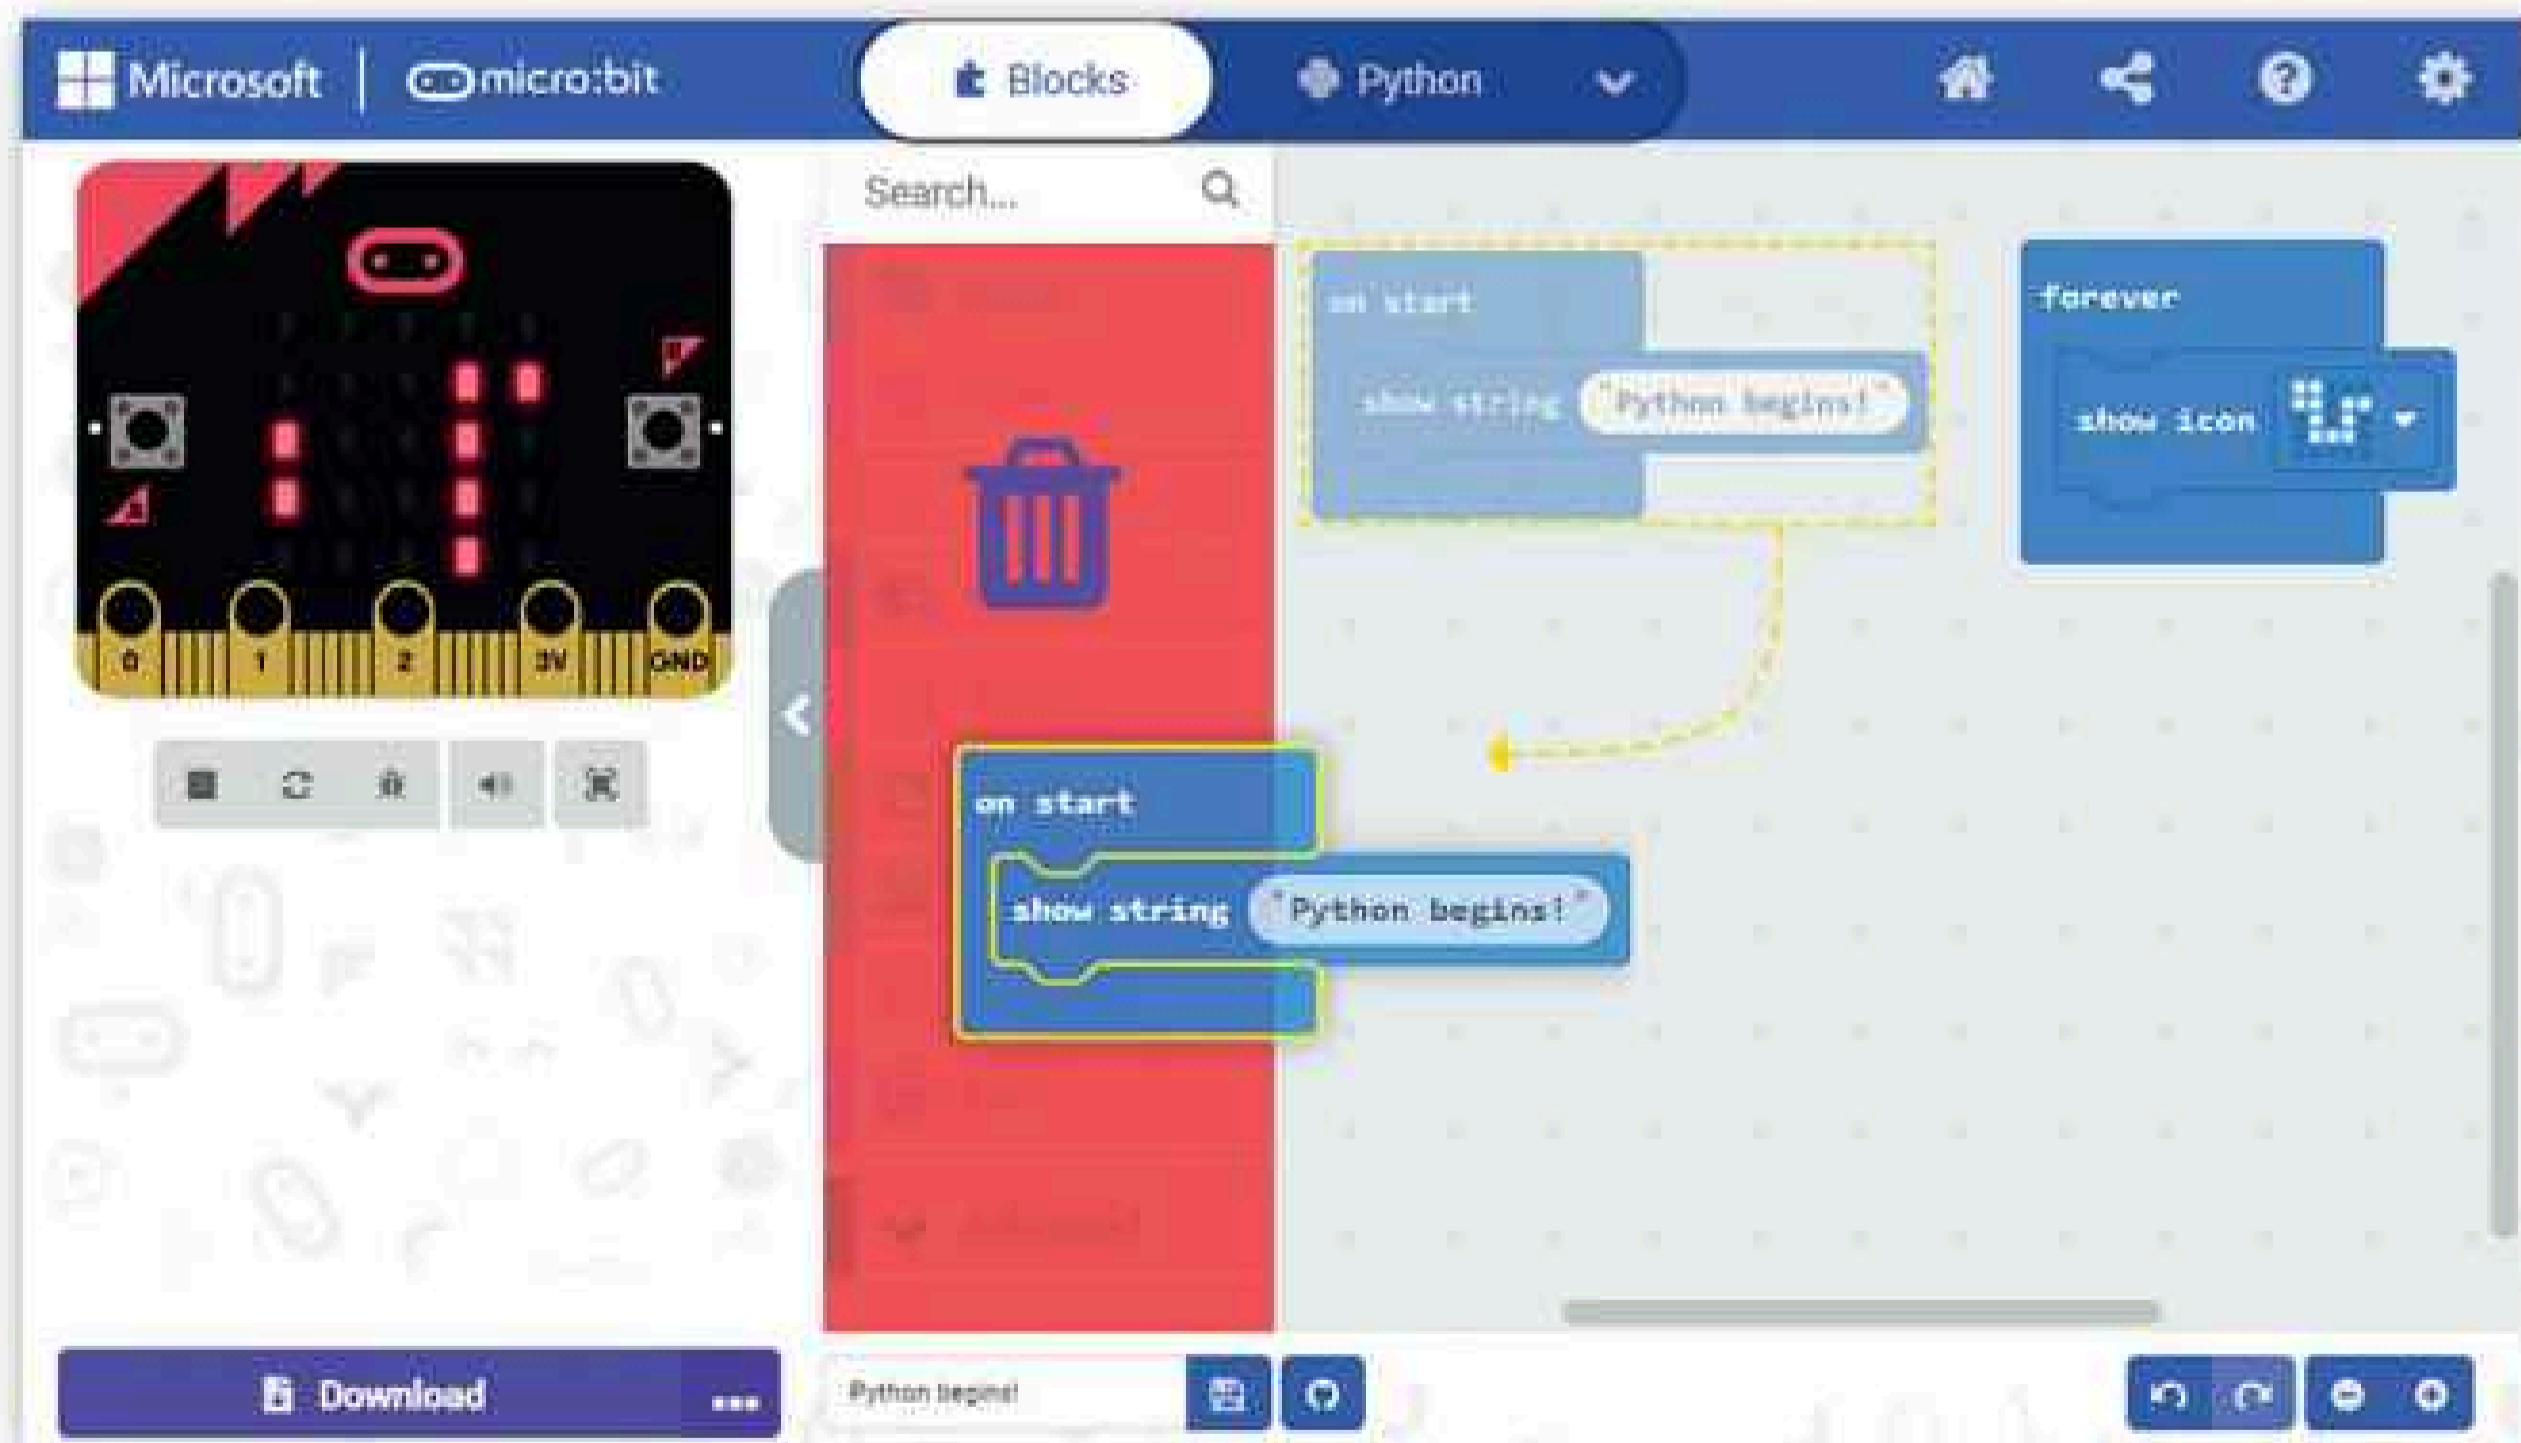 Microsoft | micro:bit
Blocks
Python
Search...
on start
show string "Python begins!"
forever
show icon
A
B
0 1 2 3V GND
on start
show string "Python begins!"
Download ...
Python begins!